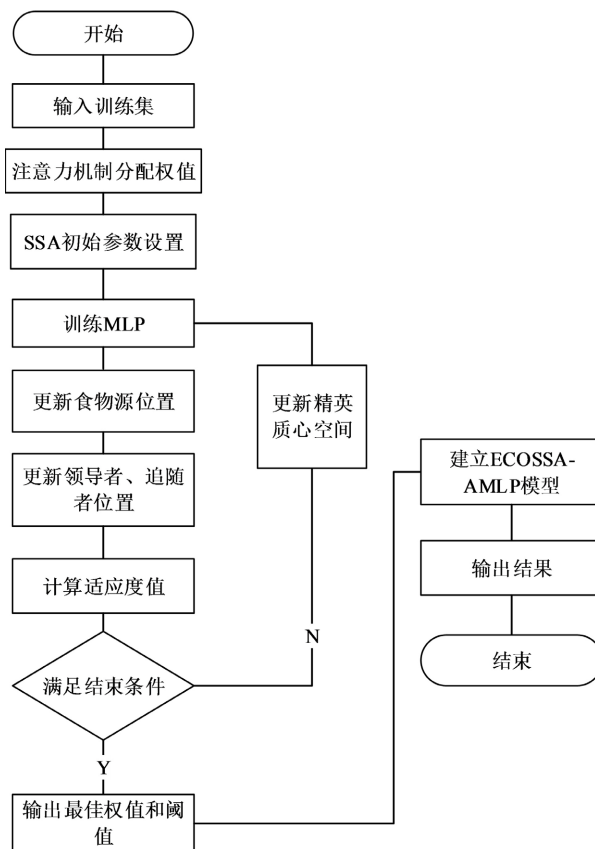 开始
输入训练集
注意力机制分配权值
SSA初始参数设置
训练MLP
更新食物源位置
更新领导者、追随
者位置
计算适应度值
满足结束条件
Y
输出最佳权值和阈
值
更新精英
质心空间
N
建立ECOSSA-
AMLP模型
输出结果
结束